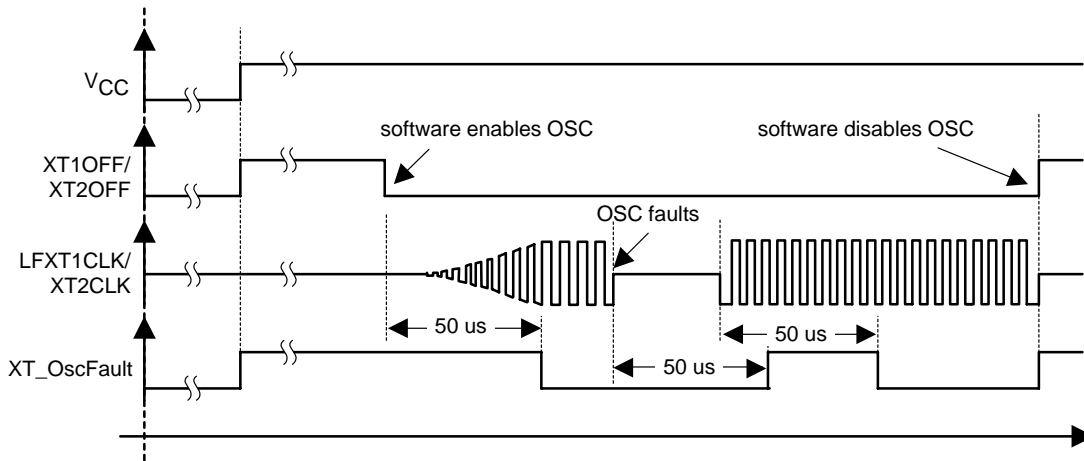 VCC
software enables OSC
software disables OSC
XT1OFF/
XT2OFF
OSC faults
LFXT1CLK/
XT2CLK
50 us
50 us
XT_OscFault
50 us